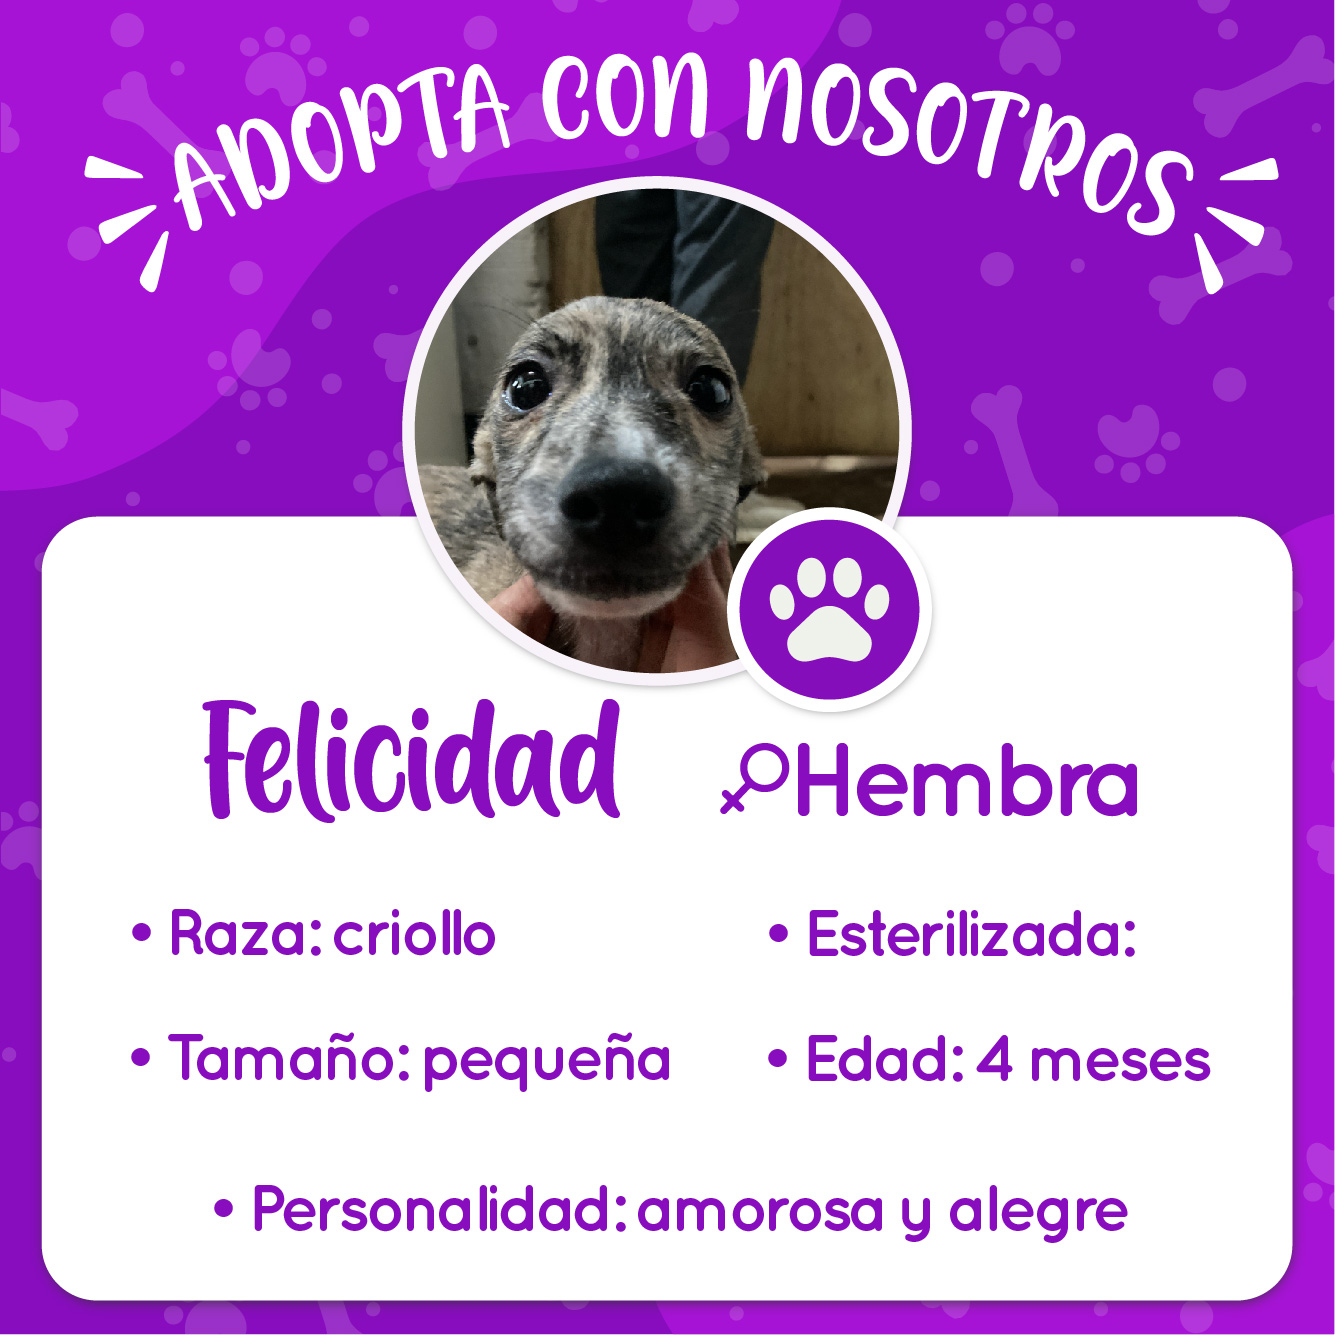 ADOPTA CON NOSOTROS
Felicidad
Hembra
• Raza: criollo
• Esterilizada:
• Tamaño: pequeña
• Edad: 4 meses
• Personalidad: amorosa y alegre